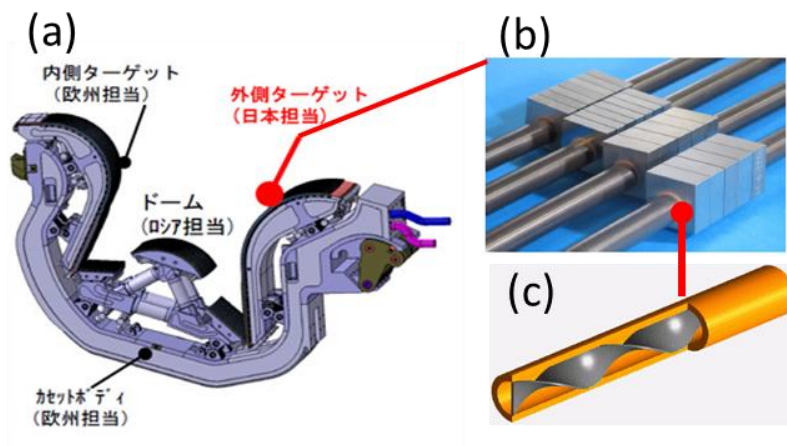 (a)
内側ターゲット
(欧州担当)
外側ターゲット
(日本担当)
ドーム
(ロシア担当)
カセットボディ
(欧州担当)
(b)
(c)